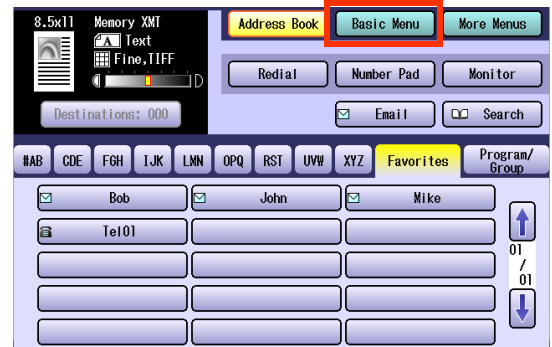 8.5x11 Memory XMT
A Text
Fine,TIFF
D
Destinations: 000
Address Book
Basic Menu
More Menus
Redial
Number Pad
Monitor
Email
Search
#AB
CDE
FGH
IJK
LMN
OPQ
RST
UVW
XYZ
Favorites
Program/
Group
Bob
John
Mike
Tel01
01
/
01